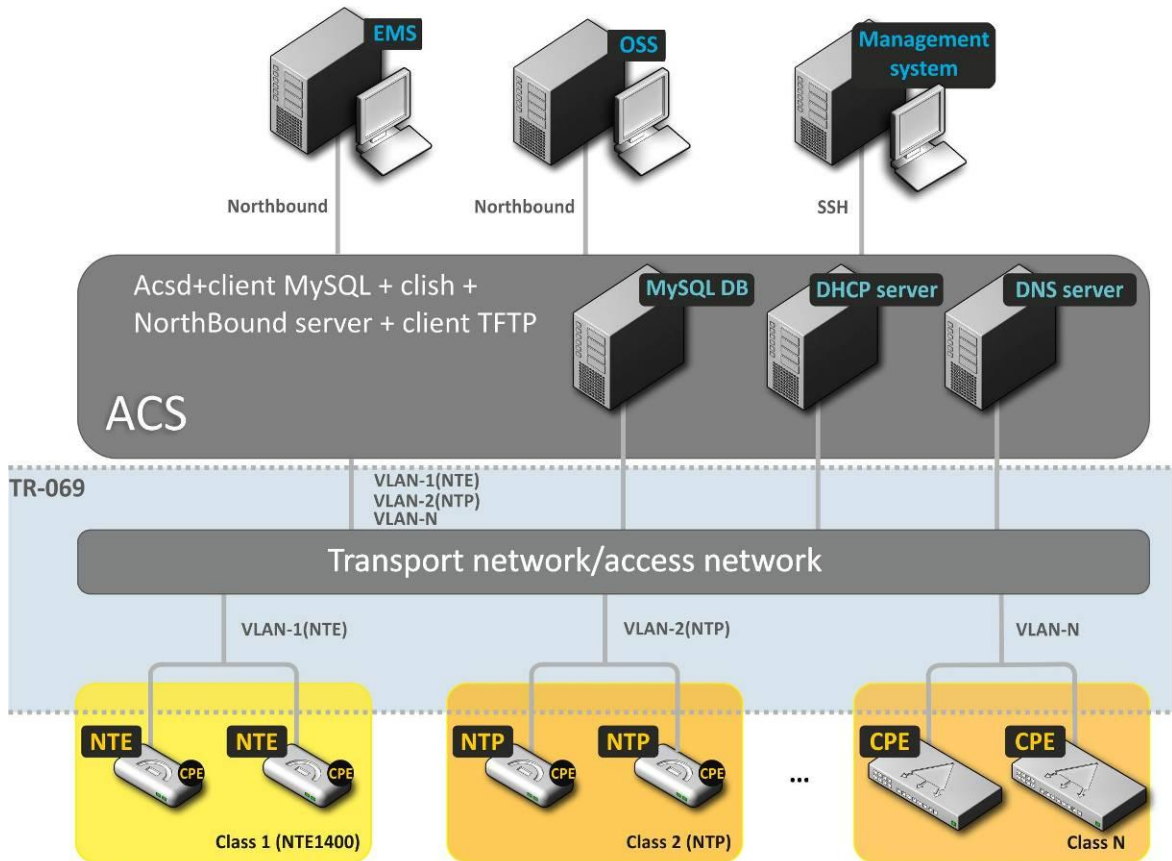 EMS
OSS
Management
system
Northbound
Northbound
SSH
Acsd+client MySQL + clish +
NorthBound server + client TFTP
MySQL DB
DHCP server
DNS server
ACS
TR-069
VLAN-1(NTE)
VLAN-2(NTP)
VLAN-N
Transport network/access network
VLAN-1(NTE)
VLAN-2(NTP)
VLAN-N
NTE
NTE
NTP
NTP
CPE
CPE
CPE
CPE
CPE
CPE
...
Class 1 (NTE1400)
Class 2 (NTP)
Class N